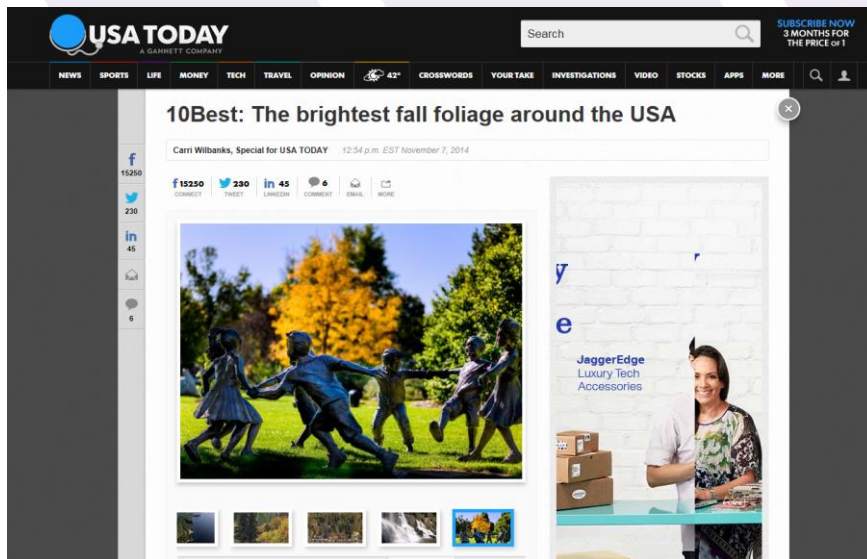 USA TODAY
A GANNETT COMPANY
Search
SUBSCRIBE NOW
3 MONTHS FOR
THE PRICE of 1
NEWS SPORTS LIFE MONEY TECH TRAVEL OPINION 42° CROSSWORDS YOUR TAKE INVESTIGATIONS VIDEO STOCKS APPS MORE
10Best: The brightest fall foliage around the USA
Carri Wilbanks, Special for USA TODAY 12:54 p.m. EST November 7, 2014
f 15250 230 in 45 6
CONNECT TWEET LINKEDIN COMMENT EMAIL MORE
f
15250
230
in
45
6
y
e
JaggerEdge
Luxury Tech
Accessories